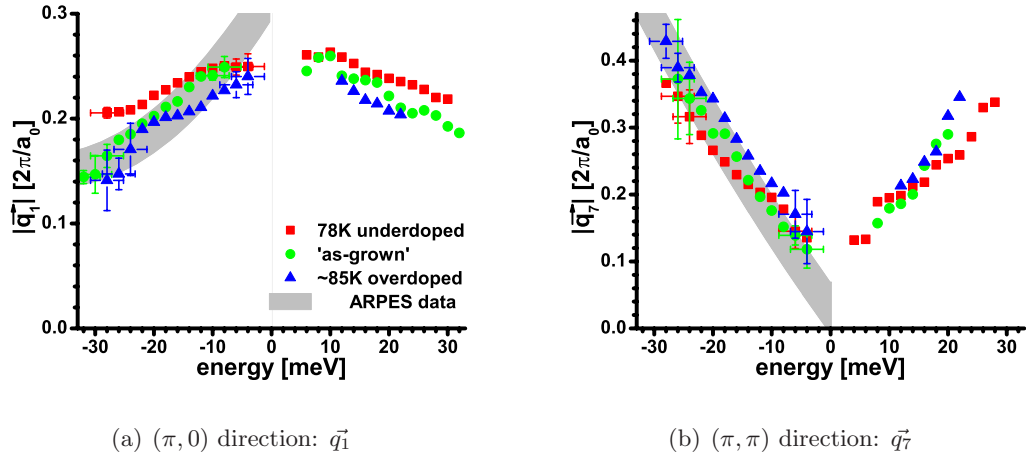 |q⃗₁| [2π/a₀]
0.3
0.2
0.1
0.0
78K underdoped
'as-grown'
~85K overdoped
ARPES data
-30 -20 -10 0 10 20 30
energy [meV]
(a) (π, 0) direction: q⃗₁
|q⃗₇| [2π/a₀]
0.4
0.3
0.2
0.1
0.0
-30 -20 -10 0 10 20 30
energy [meV]
(b) (π, π) direction: q⃗₇